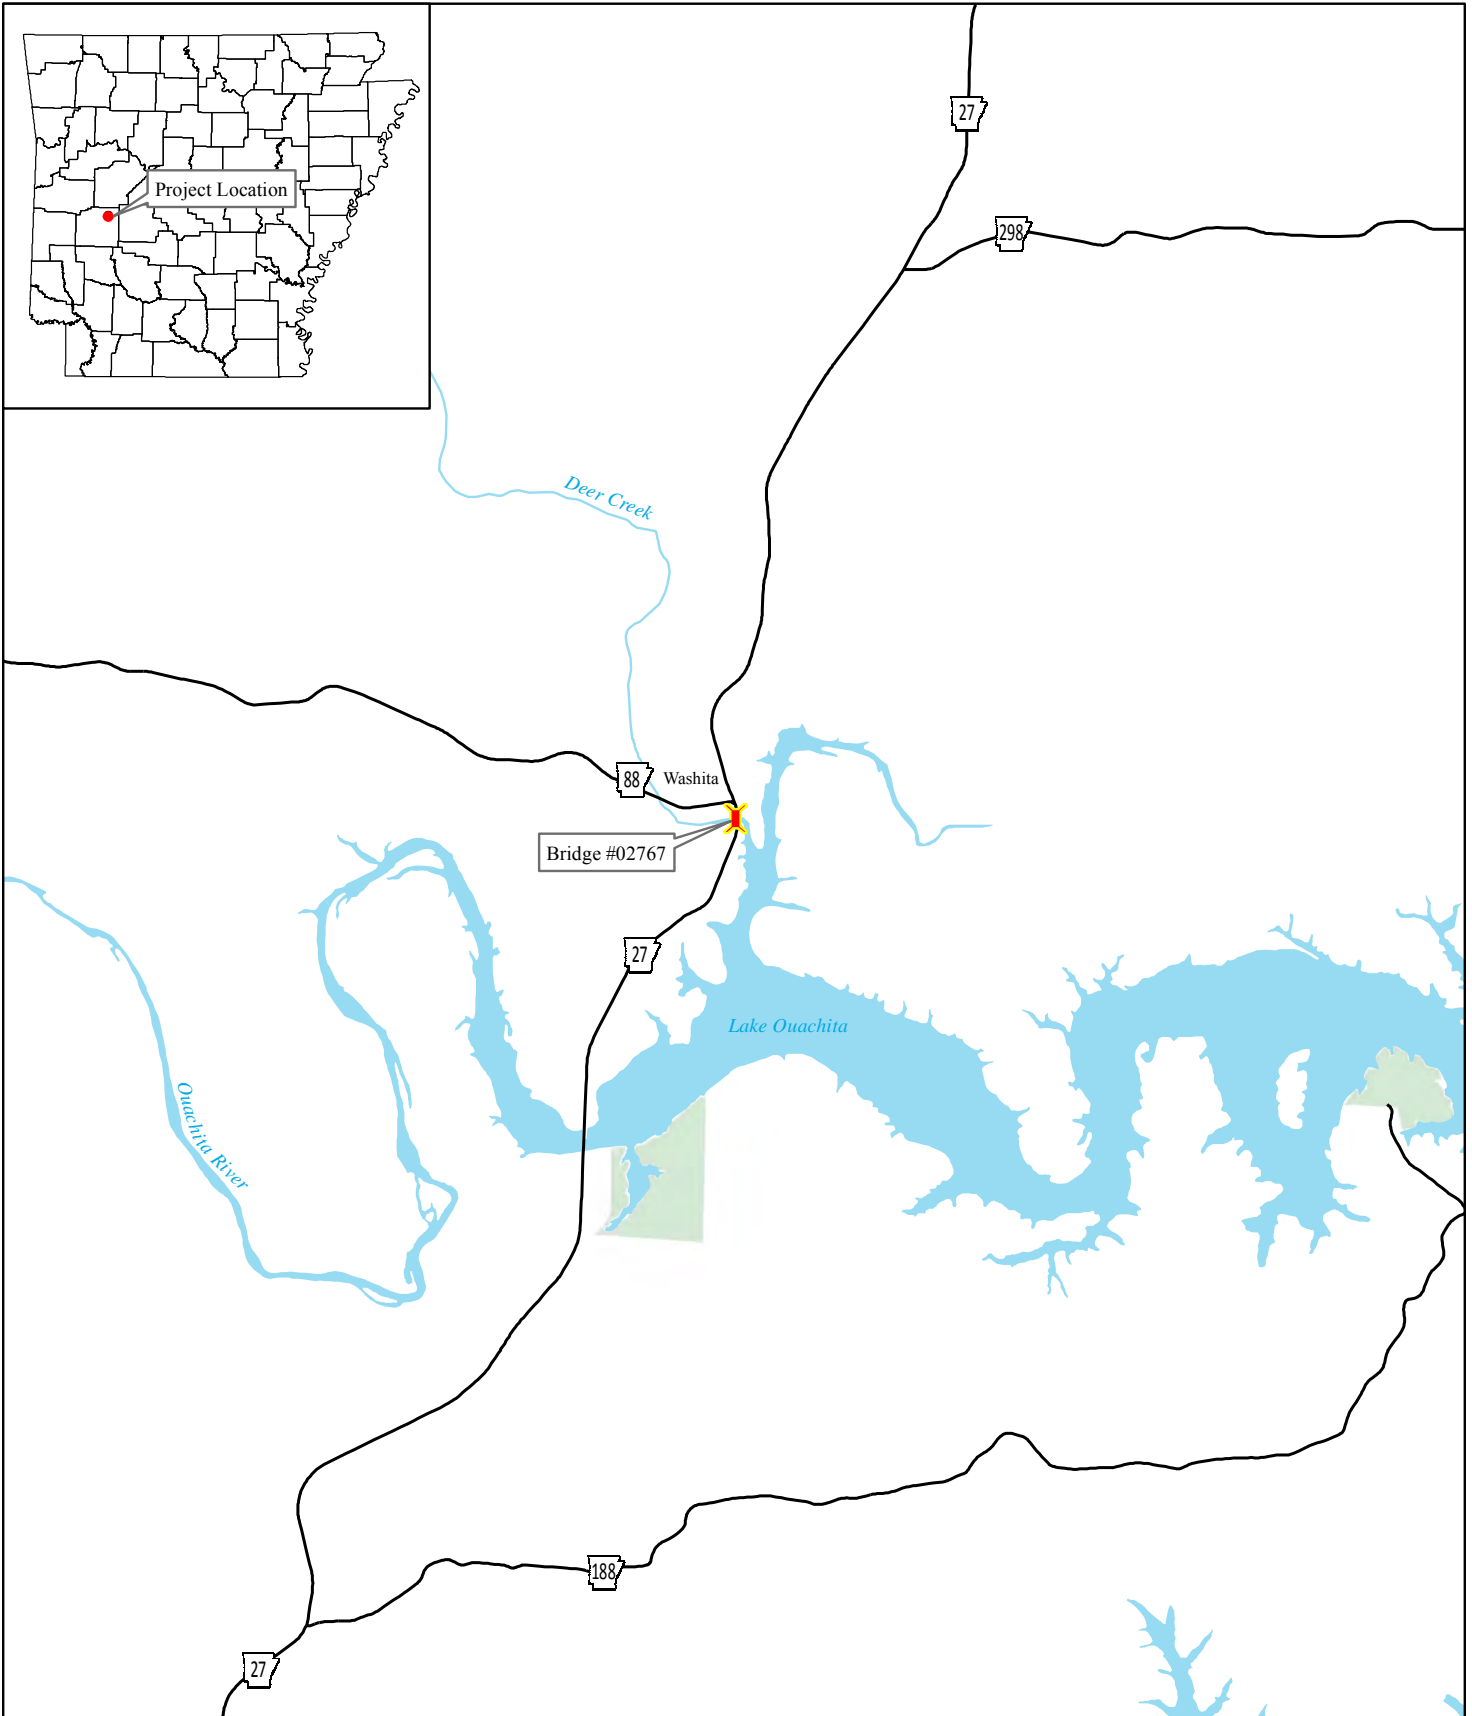 27
Project Location
298
Deer Creek
88
Washita
Bridge #02767
27
Lake Ouachita
Ouachita River
188
27